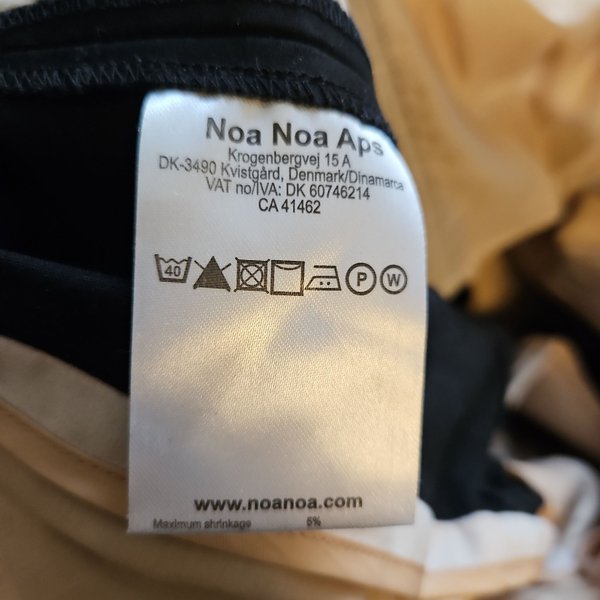 Noa Noa Aps
Krogenbergvej 15 A
DK-3490 Kvistgård, Denmark/Dinamarca
VAT no/IVA: DK 60746214
CA 41462
40 P W
www.noanoa.com
Maximum shrinkage 5%